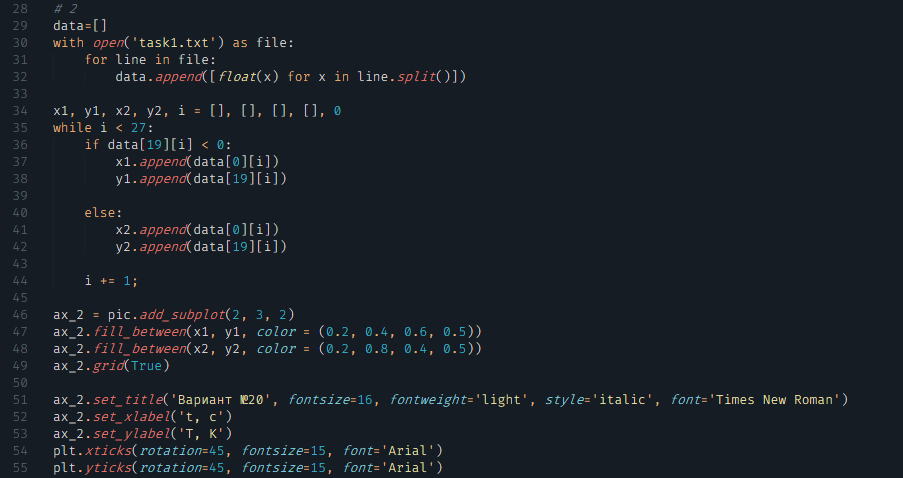 28 # 2
29 data=[]
30 with open('task1.txt') as file:
31     for line in file:
32         data.append([float(x) for x in line.split()])
33
34 x1, y1, x2, y2, i = [], [], [], [], 0
35 while i < 27:
36     if data[19][i] < 0:
37         x1.append(data[0][i])
38         y1.append(data[19][i])
39
40     else:
41         x2.append(data[0][i])
42         y2.append(data[19][i])
43
44     i += 1;
45
46 ax_2 = pic.add_subplot(2, 3, 2)
47 ax_2.fill_between(x1, y1, color = (0.2, 0.4, 0.6, 0.5))
48 ax_2.fill_between(x2, y2, color = (0.2, 0.8, 0.4, 0.5))
49 ax_2.grid(True)
50
51 ax_2.set_title('Вариант №20', fontsize=16, fontweight='light', style='italic', font='Times New Roman')
52 ax_2.set_xlabel('t, c')
53 ax_2.set_ylabel('T, K')
54 plt.xticks(rotation=45, fontsize=15, font='Arial')
55 plt.yticks(rotation=45, fontsize=15, font='Arial')